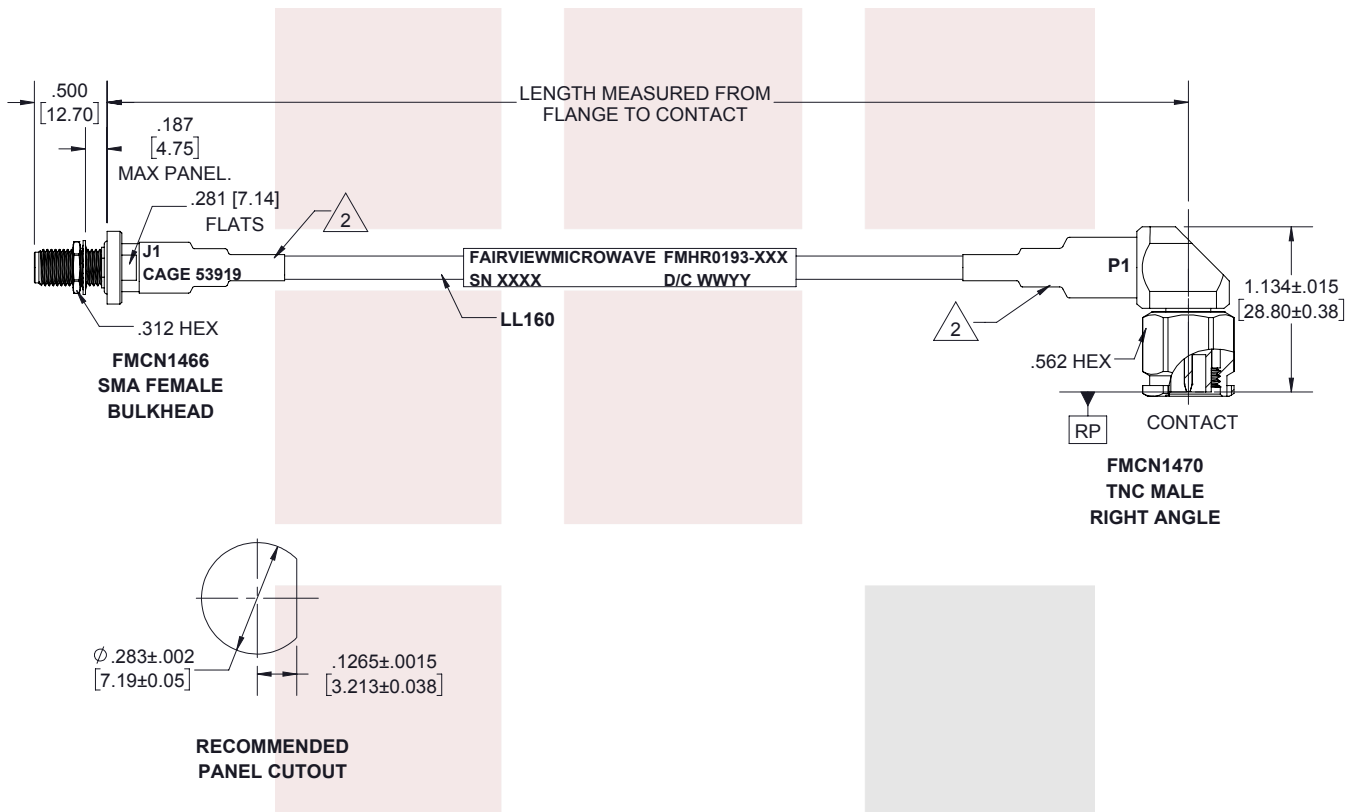 .500
[12.70]
LENGTH MEASURED FROM
FLANGE TO CONTACT
.187
[4.75]
MAX PANEL.
.281 [7.14]
FLATS
2
J1
CAGE 53919
FAIRVIEWMICROWAVE FMHR0193-XXX
SN XXXX D/C WWYY
P1
1.134±.015
[28.80±0.38]
.312 HEX
LL160
2
.562 HEX
FMCN1466
SMA FEMALE
BULKHEAD
RP
CONTACT
FMCN1470
TNC MALE
RIGHT ANGLE
∅ .283±.002
[7.19±0.05]
.1265±.0015
[3.213±0.038]
RECOMMENDED
PANEL CUTOUT